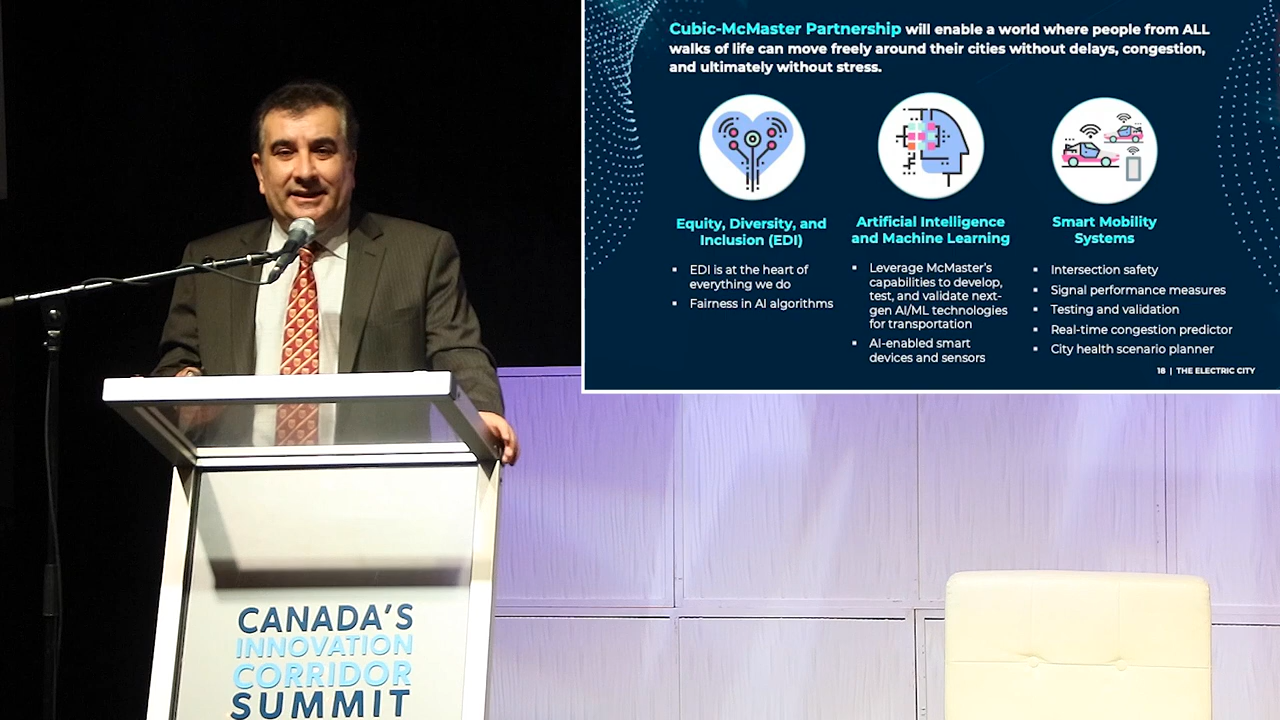 Cubic-McMaster Partnership will enable a world where people from ALL
walks of life can move freely around their cities without delays, congestion,
and ultimately without stress.
Equity, Diversity, and
Inclusion (EDI)
▪ EDI is at the heart of
everything we do
▪ Fairness in AI algorithms
Artificial Intelligence
and Machine Learning
▪ Leverage McMaster's
capabilities to develop,
test, and validate next-
gen AI/ML technologies
for transportation
▪ AI-enabled smart
devices and sensors
Smart Mobility
Systems
▪ Intersection safety
▪ Signal performance measures
▪ Testing and validation
▪ Real-time congestion predictor
▪ City health scenario planner
18 | THE ELECTRIC CITY
CANADA'S
INNOVATION
CORRIDOR
SUMMIT